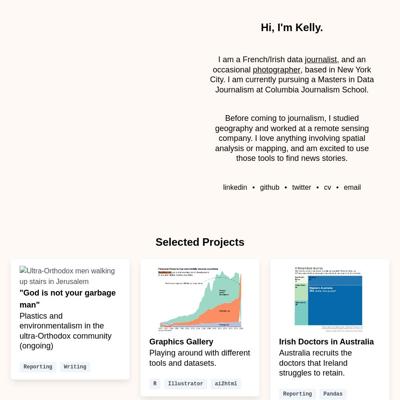 Hi, I'm Kelly.
I am a French/Irish data journalist, and an
occasional photographer, based in New York
City. I am currently pursuing a Masters in Data
Journalism at Columbia Journalism School.
Before coming to journalism, I studied
geography and worked at a remote sensing
company. I love anything involving spatial
analysis or mapping, and am excited to use
those tools to find news stories.
linkedin • github • twitter • cv • email
Selected Projects
Ultra-Orthodox men walking
up stairs in Jerusalem
"God is not your garbage
man"
Plastics and
environmentalism in the
ultra-Orthodox community
(ongoing)
Reporting Writing
Graphics Gallery
Playing around with different
tools and datasets.
R Illustrator ai2html
Irish Doctors in Australia
Australia recruits the
doctors that Ireland
struggles to retain.
Reporting Pandas